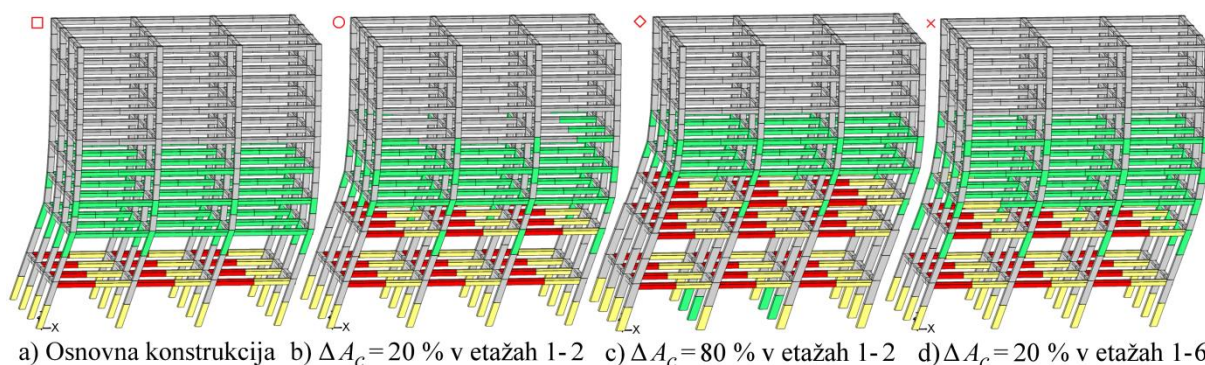 X X X X
a) Osnovna konstrukcija b) ΔA_c = 20 % v etažah 1-2 c) ΔA_c = 80 % v etažah 1-2 d) ΔA_c = 20 % v etažah 1-6